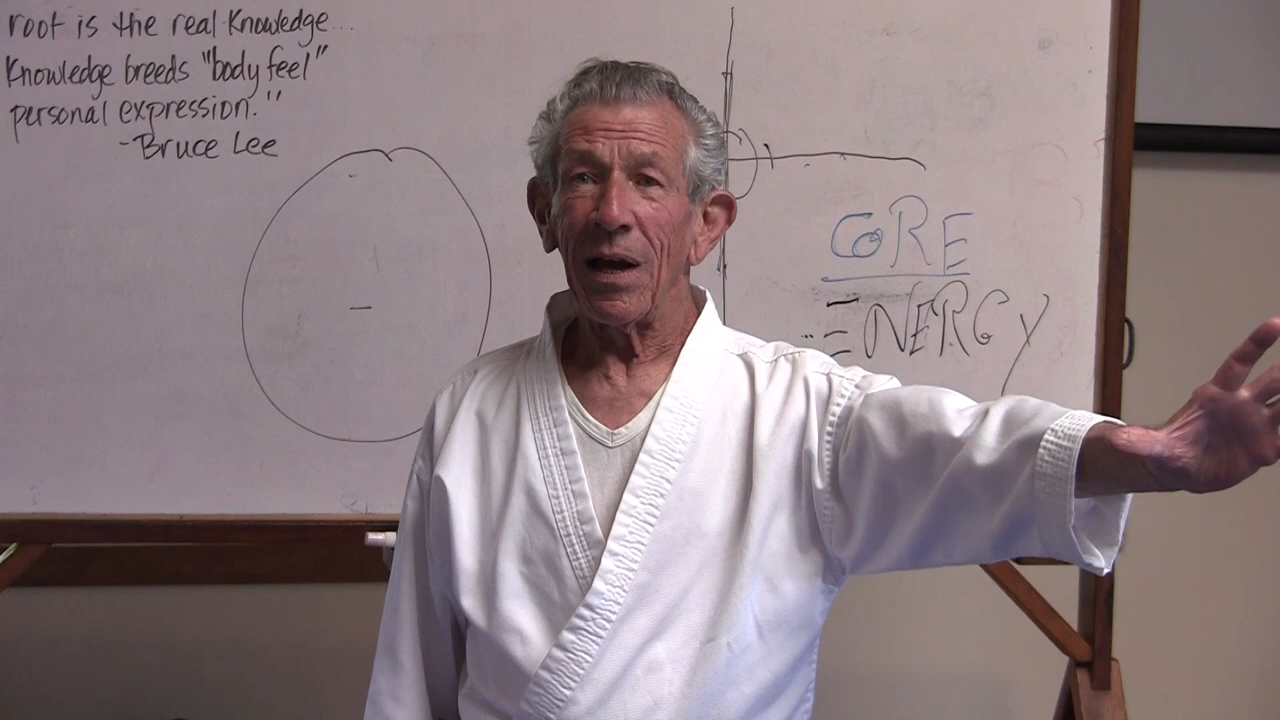 root is the real Knowledge...
Knowledge breeds "body feel"
personal expression."
-Bruce Lee
CORE
ENERGY